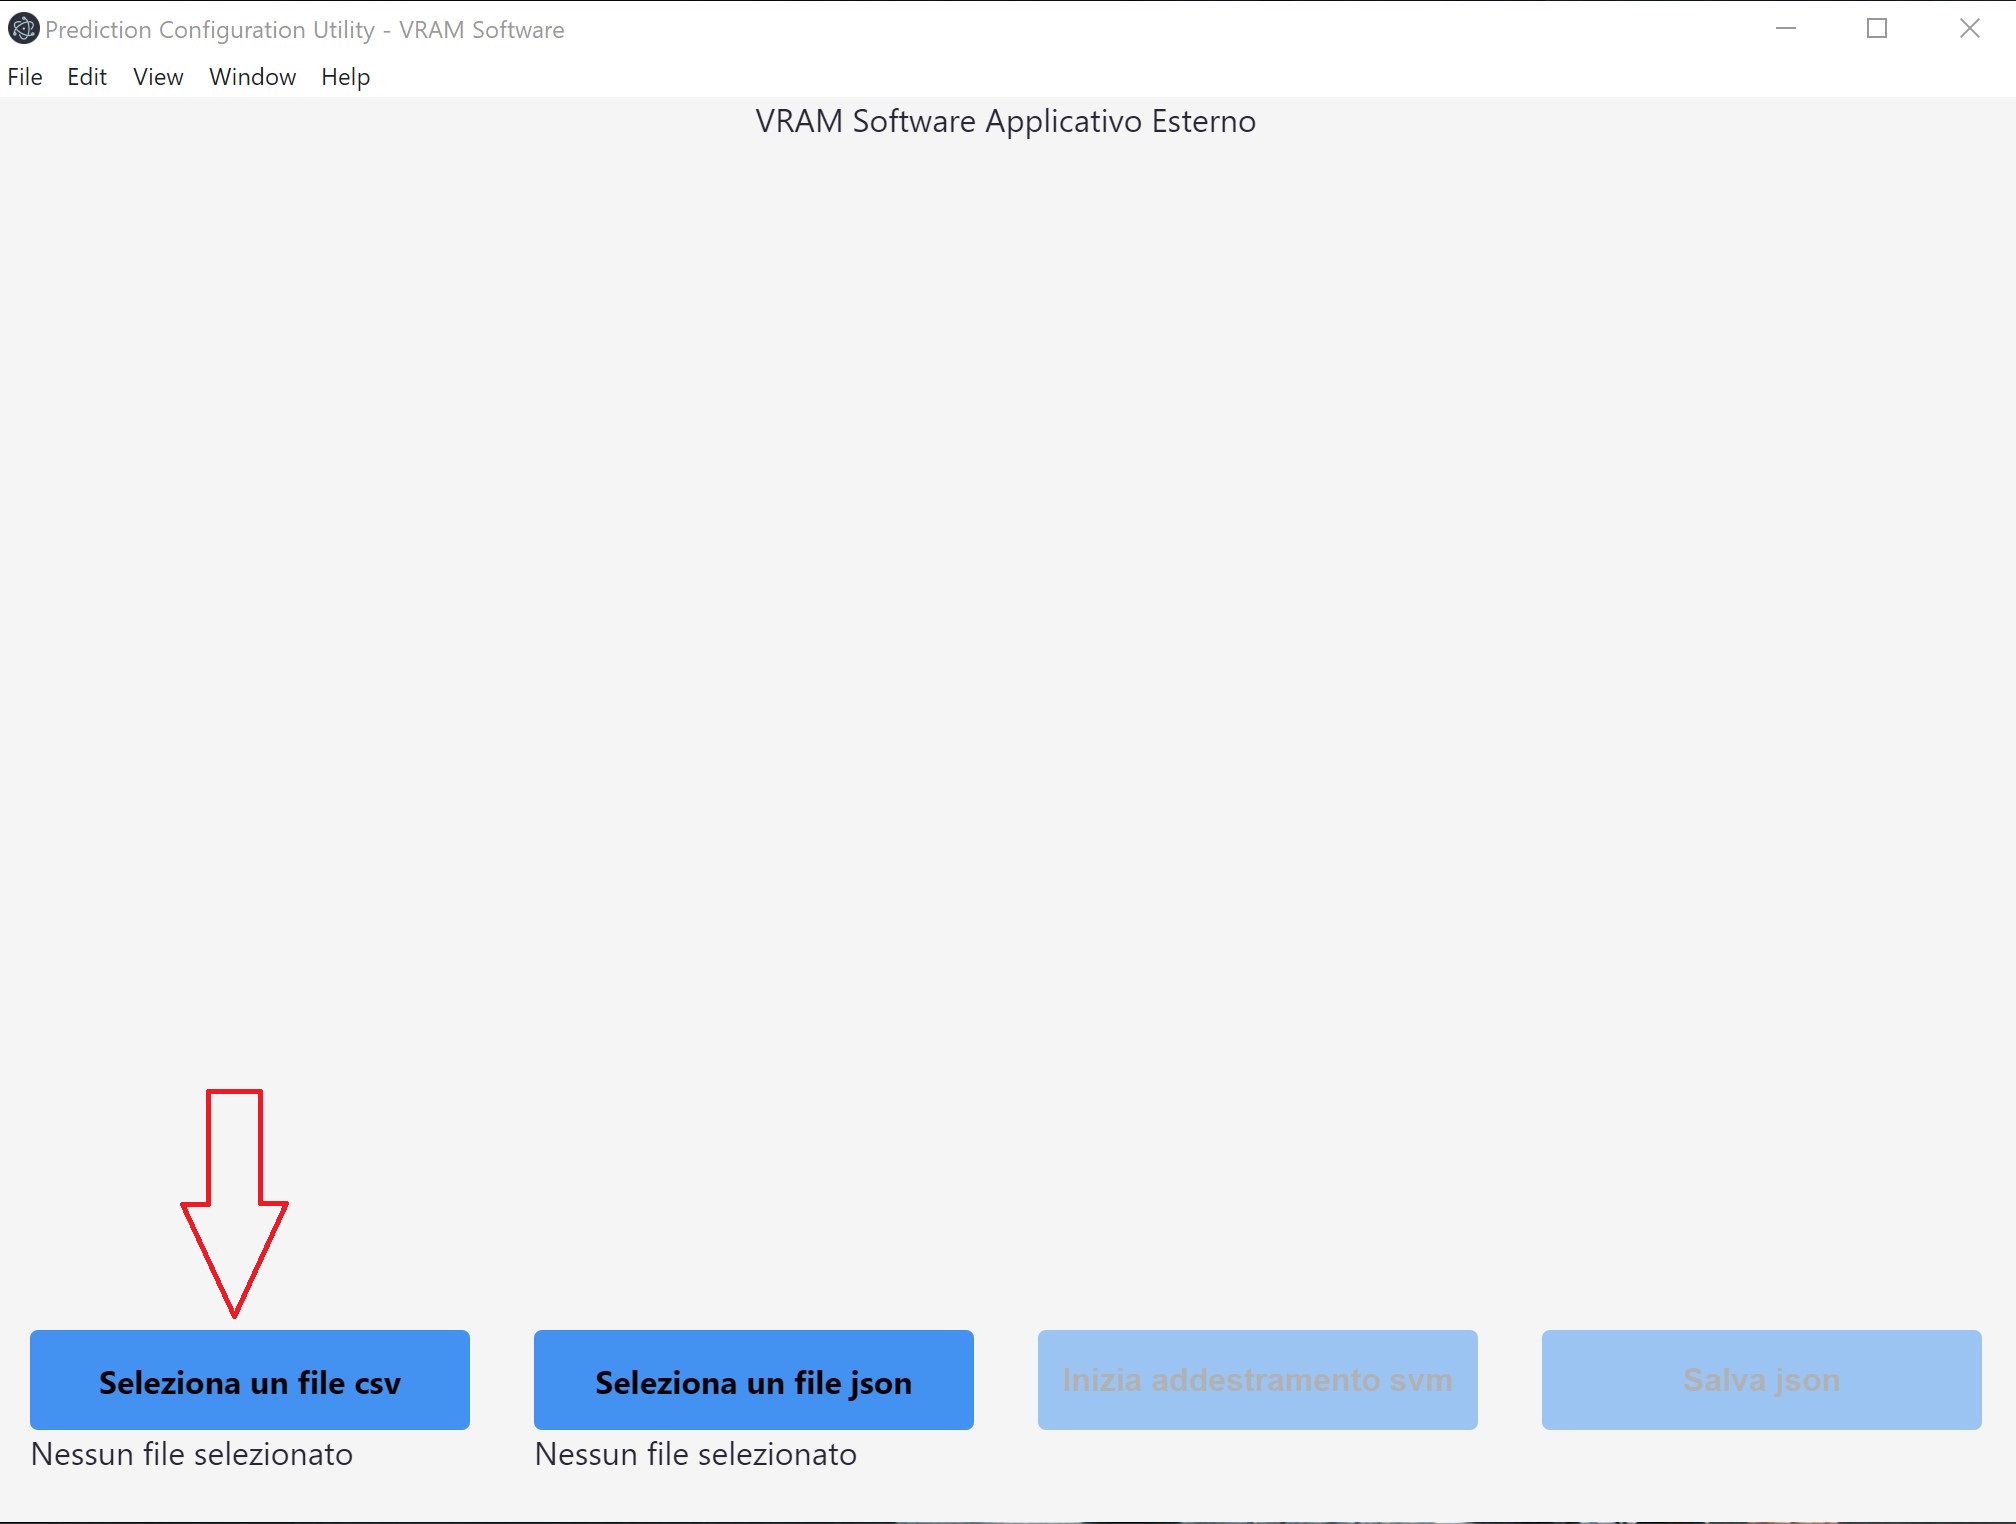 Prediction Configuration Utility - VRAM Software
File Edit View Window Help
VRAM Software Applicativo Esterno
Seleziona un file csv
Seleziona un file json
Inizia addestramento svm
Salva json
Nessun file selezionato
Nessun file selezionato